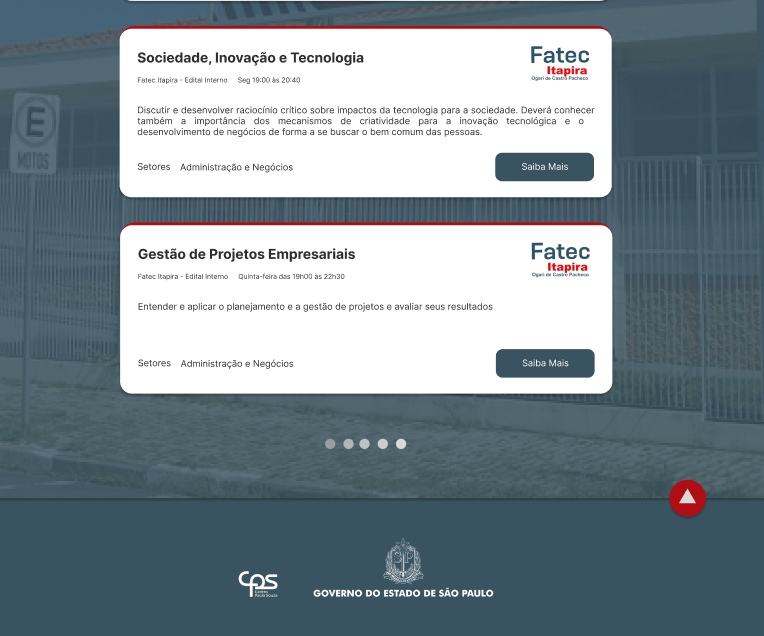 Sociedade, Inovação e Tecnologia
Fatec
Itapira
Ogari de Castro Pacheco
Fatec Itapira - Edital Interno Seg 19:00 às 20:40
Discutir e desenvolver raciocínio crítico sobre impactos da tecnologia para a sociedade. Deverá conhecer
também a importância dos mecanismos de criatividade para a inovação tecnológica e o
desenvolvimento de negócios de forma a se buscar o bem comum das pessoas.
Setores Administração e Negócios
Saiba Mais
E
MOTOS
Gestão de Projetos Empresariais
Fatec
Itapira
Ogari de Castro Pacheco
Fatec Itapira - Edital Interno Quinta-feira das 19h00 às 22h30
Entender e aplicar o planejamento e a gestão de projetos e avaliar seus resultados
Setores Administração e Negócios
Saiba Mais
cps
Centro
Paula Souza
GOVERNO DO ESTADO DE SÃO PAULO